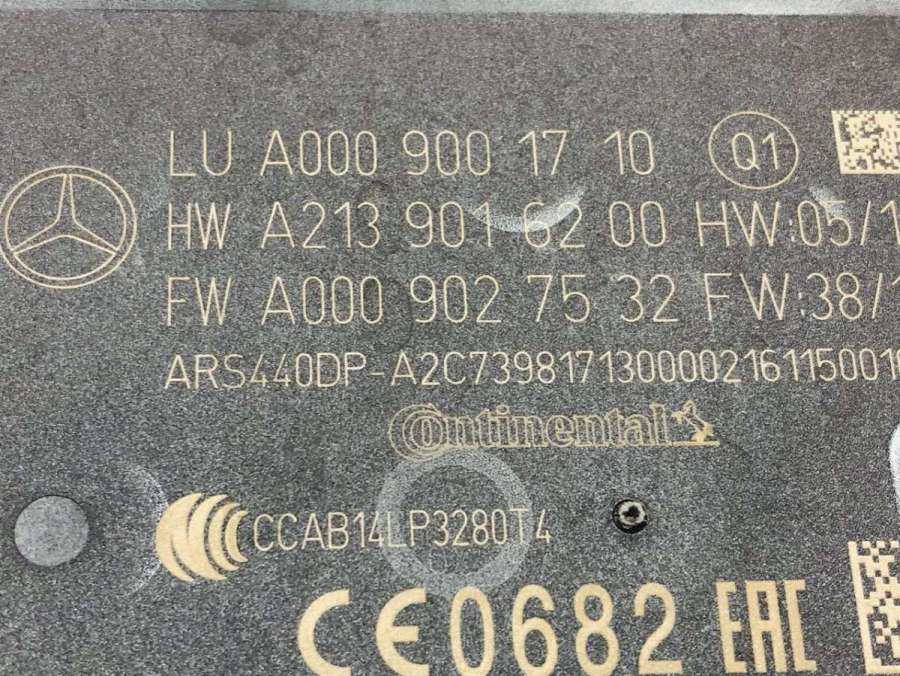 LU A000 900 17 10 Q1
HW A213 901 62 00 HW:05/1
FW A000 902 75 32 FW:38/1
ARS440DP-A2C7398171300002161150010
Continental
CCAB14LP3280T4
CE0682 EAC